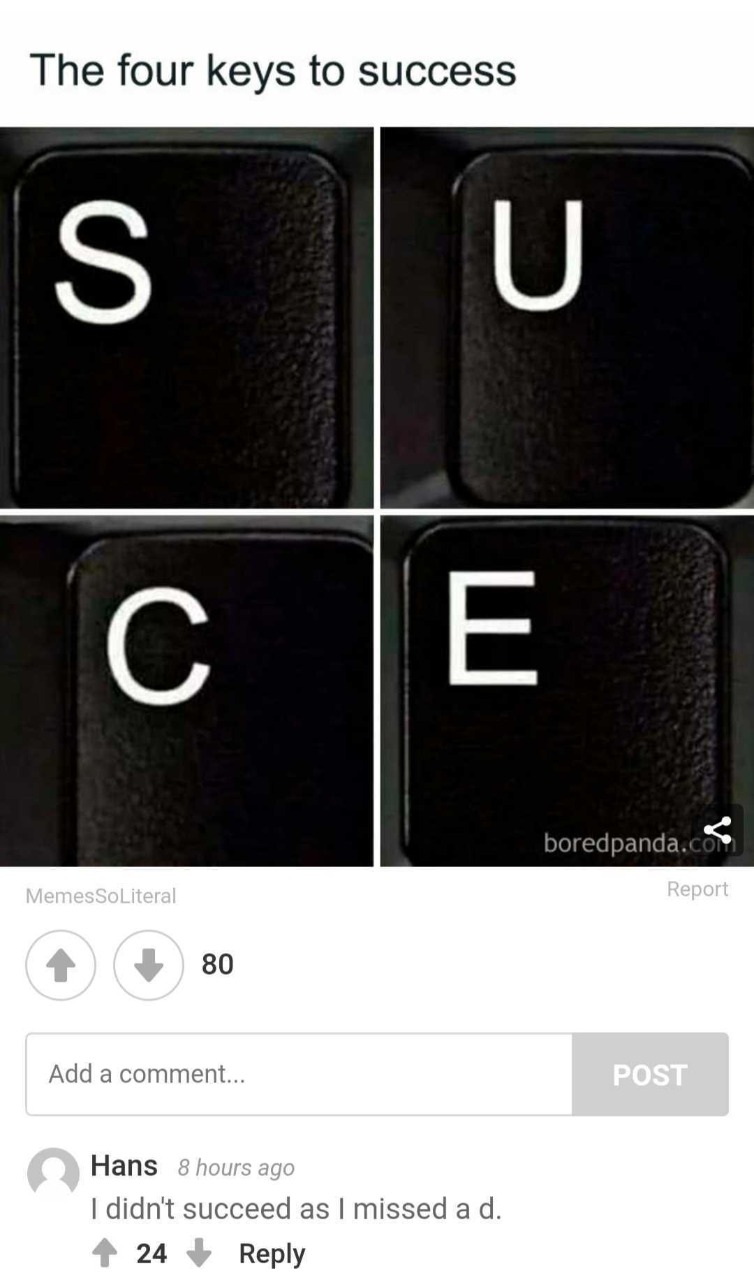 The four keys to success
S
U
C
E
boredpanda.com
MemesSoLiteral
Report
80
Add a comment...
POST
Hans 8 hours ago
I didn't succeed as I missed a d.
24 Reply